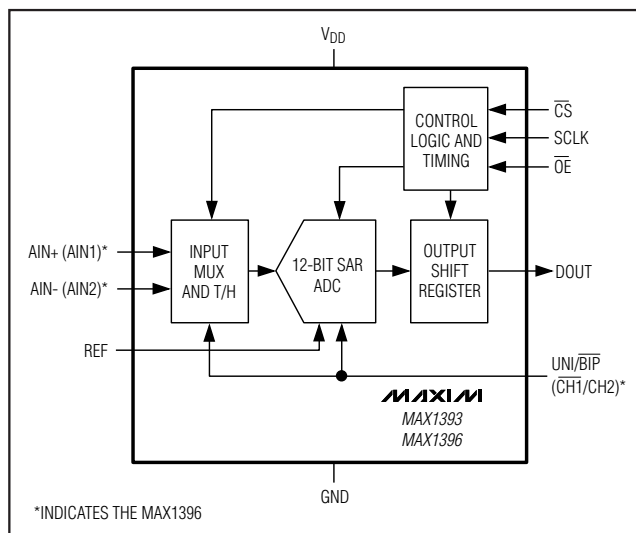 VDD
CONTROL
LOGIC AND
TIMING
CS
SCLK
OE
AIN+ (AIN1)*
AIN- (AIN2)*
INPUT
MUX
AND T/H
12-BIT SAR
ADC
OUTPUT
SHIFT
REGISTER
DOUT
REF
UNI/BIP
(CH1/CH2)*
MAXIM
MAX1393
MAX1396
GND
*INDICATES THE MAX1396